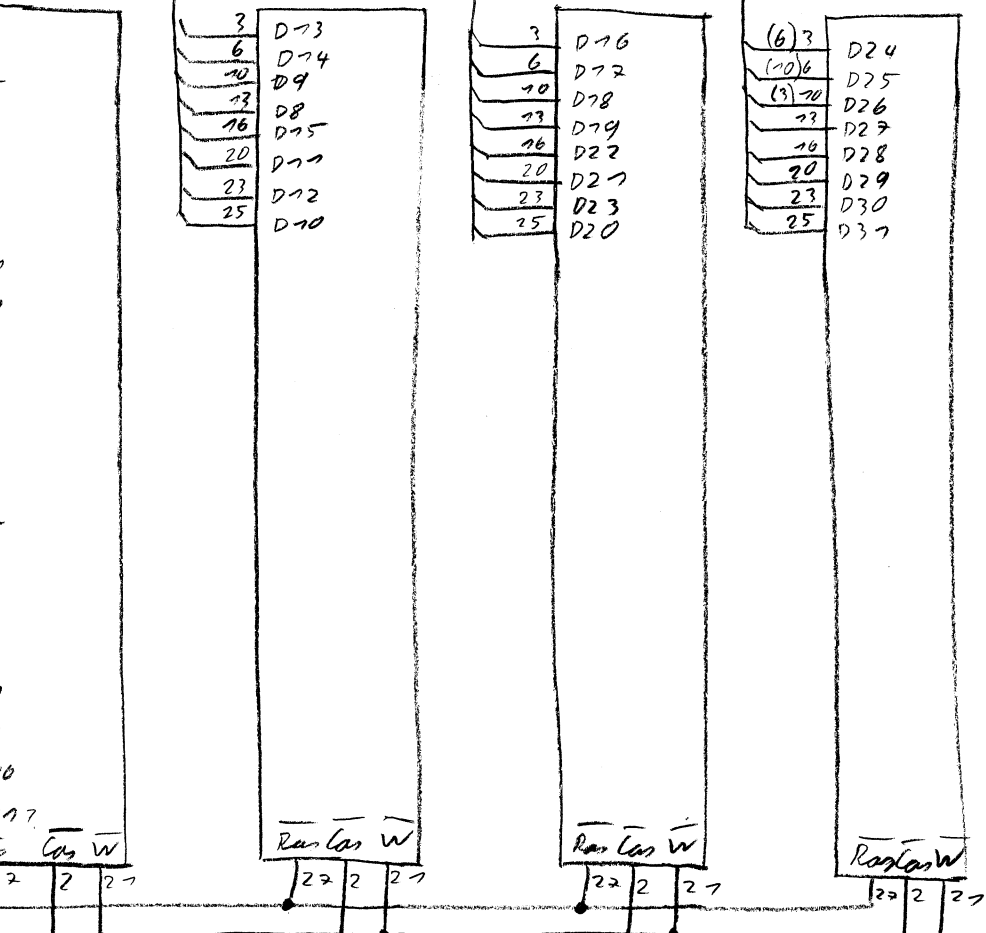 3 D13
6 D14
10 D9
13 D8
16 D15
20 D11
23 D12
25 D10
3 D16
6 D17
10 D18
13 D19
16 D22
20 D21
23 D23
25 D20
(6) 3 D24
(10) 6 D25
(3) 10 D26
13 D27
16 D28
20 D29
23 D30
25 D31
Cas W
2 21
Ras Cas W
27 2 21
Ras Cas W
27 2 21
Ras Cas W
27 2 21